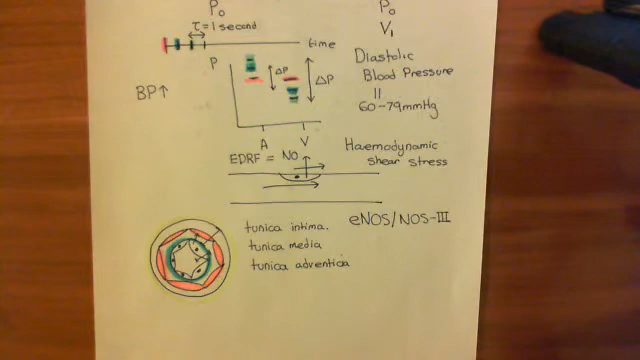 P₀
P₀
τ = 1 second
V₁
time
P
ΔP
ΔP
Diastolic
Blood Pressure
=
60-79mmHg
BP↑
A
V
EDRF = NO
Haemodynamic
shear stress
eNOS/NOS-III
tunica intima.
tunica media
tunica adventicia